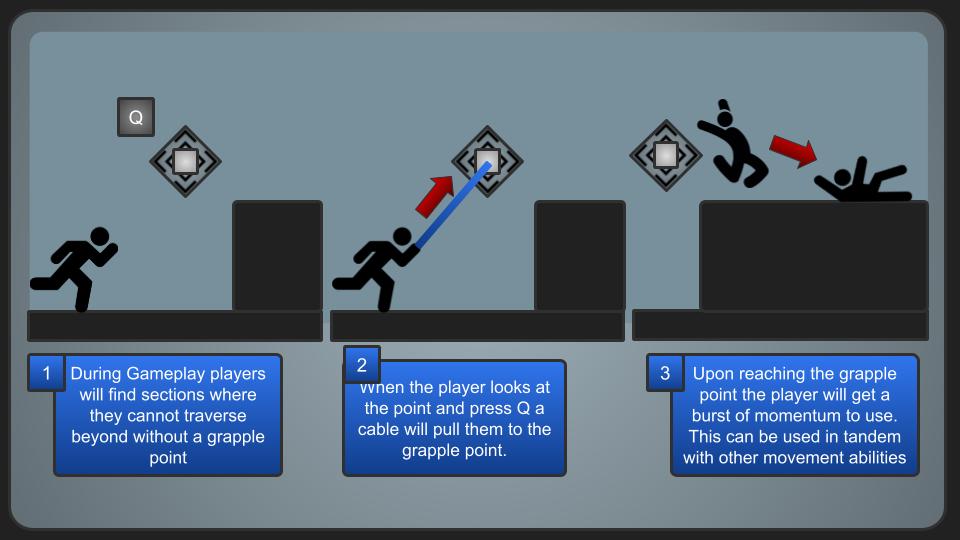 Q
1
During Gameplay players
will find sections where
they cannot traverse
beyond without a grapple
point
2
When the player looks at
the point and press Q a
cable will pull them to the
grapple point.
3
Upon reaching the grapple
point the player will get a
burst of momentum to use.
This can be used in tandem
with other movement abilities